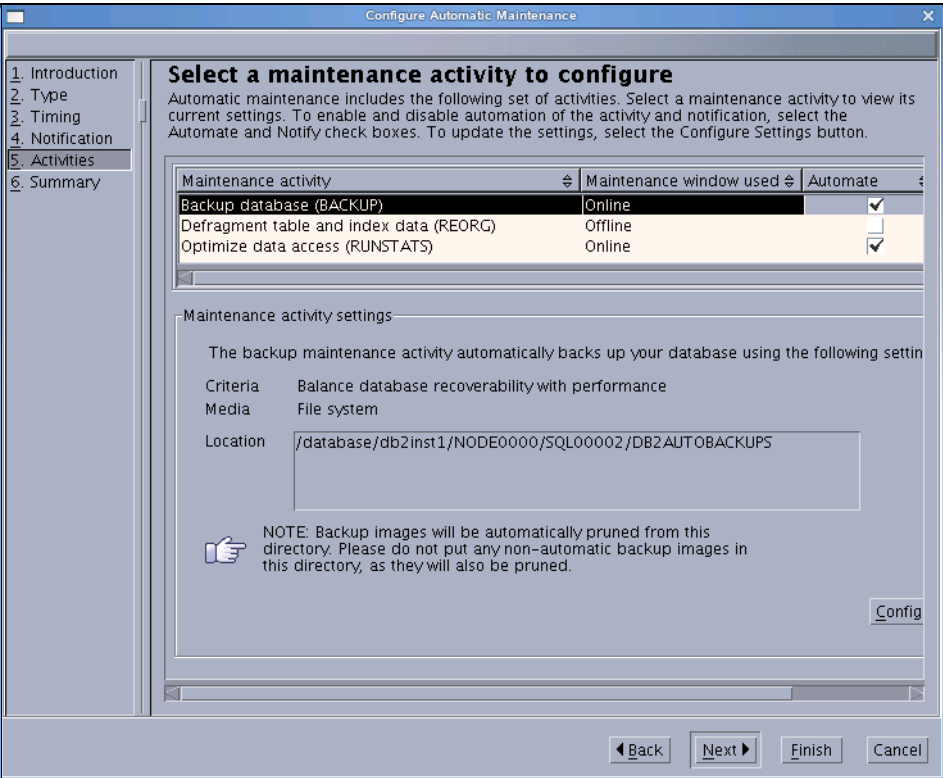 Configure Automatic Maintenance
1. Introduction
2. Type
3. Timing
4. Notification
5. Activities
6. Summary
Select a maintenance activity to configure
Automatic maintenance includes the following set of activities. Select a maintenance activity to view its
current settings. To enable and disable automation of the activity and notification, select the
Automate and Notify check boxes. To update the settings, select the Configure Settings button.
Maintenance activity Maintenance window used Automate
Backup database (BACKUP) Online
Defragment table and index data (REORG) Offline
Optimize data access (RUNSTATS) Online
Maintenance activity settings
The backup maintenance activity automatically backs up your database using the following settin
Criteria Balance database recoverability with performance
Media File system
Location /database/db2inst1/NODE0000/SQL00002/DB2AUTOBACKUPS
NOTE: Backup images will be automatically pruned from this
directory. Please do not put any non-automatic backup images in
this directory, as they will also be pruned.
Config
Back Next Finish Cancel